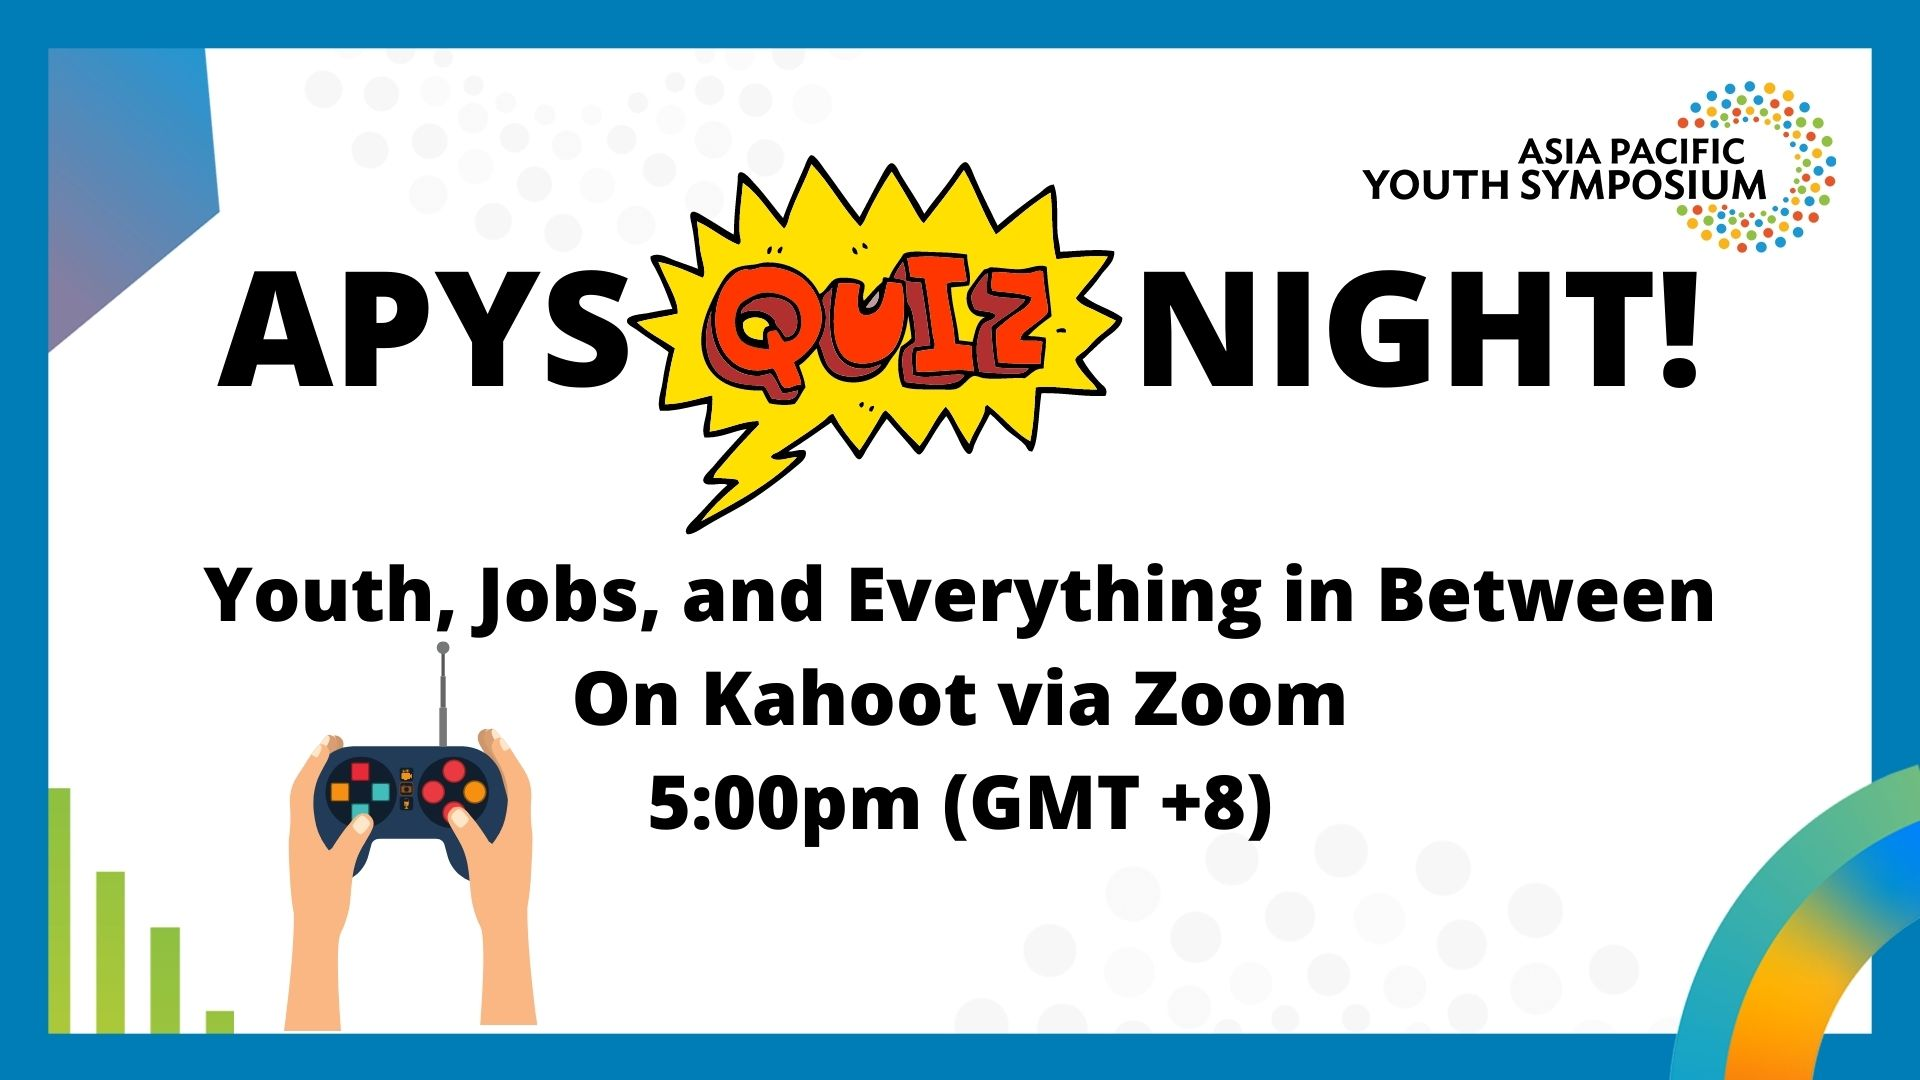 ASIA PACIFIC
YOUTH SYMPOSIUM
APYS QUIZ NIGHT!
Youth, Jobs, and Everything in Between
On Kahoot via Zoom
5:00pm (GMT +8)